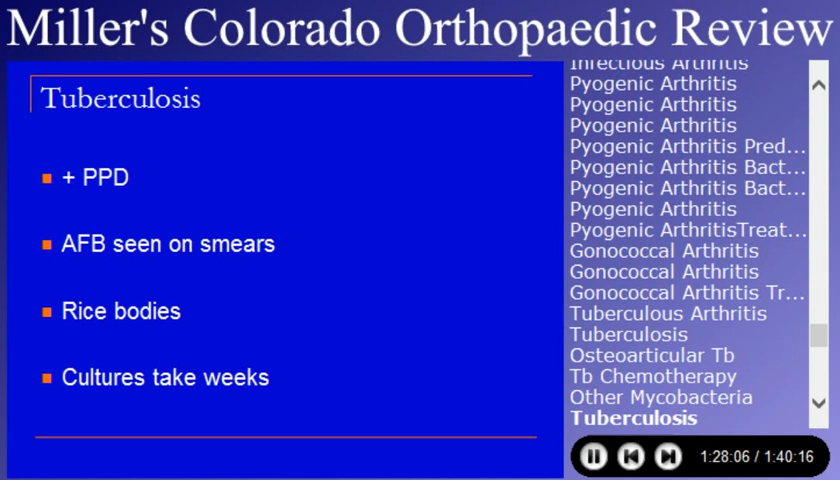 Miller's Colorado Orthopaedic Review
Tuberculosis
+ PPD
AFB seen on smears
Rice bodies
Cultures take weeks
Infectious Arthritis
Pyogenic Arthritis
Pyogenic Arthritis
Pyogenic Arthritis
Pyogenic Arthritis Pred...
Pyogenic Arthritis Bact...
Pyogenic Arthritis Bact...
Pyogenic Arthritis
Pyogenic ArthritisTreat...
Gonococcal Arthritis
Gonococcal Arthritis
Gonococcal Arthritis Tr...
Tuberculous Arthritis
Tuberculosis
Osteoarticular Tb
Tb Chemotherapy
Other Mycobacteria
Tuberculosis
1:28:06 / 1:40:16